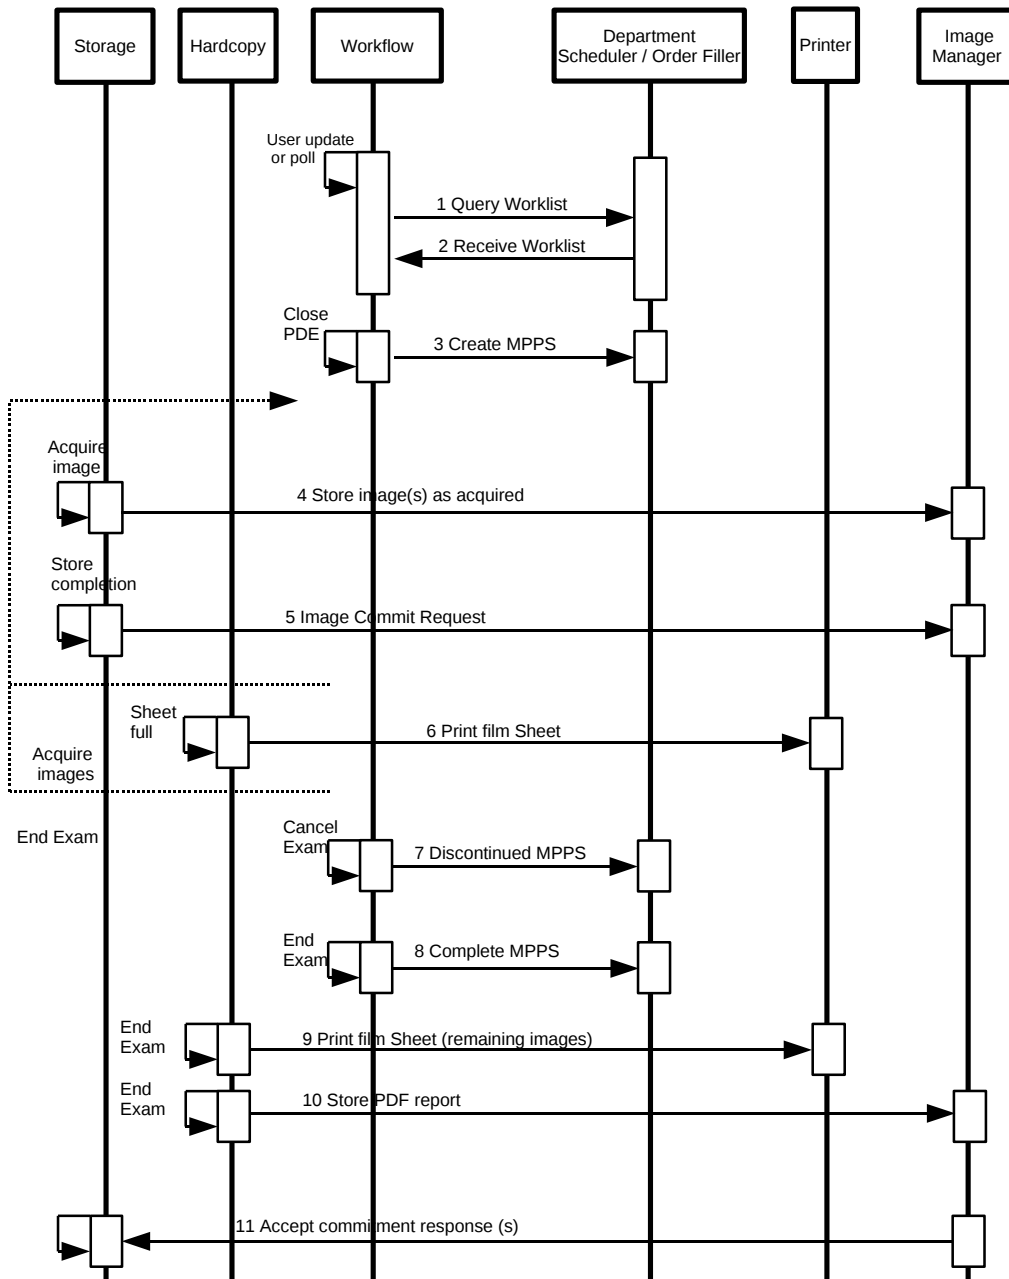 Storage
Hardcopy
Workflow
Department
Scheduler / Order Filler
Printer
Image
Manager
User update
or poll
1 Query Worklist
2 Receive Worklist
Close
PDE
3 Create MPPS
Acquire
image
4 Store image(s) as acquired
Store
completion
5 Image Commit Request
Sheet
full
6 Print film Sheet
Acquire
images
End Exam
Cancel
Exam
7 Discontinued MPPS
End
Exam
8 Complete MPPS
End
Exam
9 Print film Sheet (remaining images)
End
Exam
10 Store PDF report
11 Accept commitment response (s)